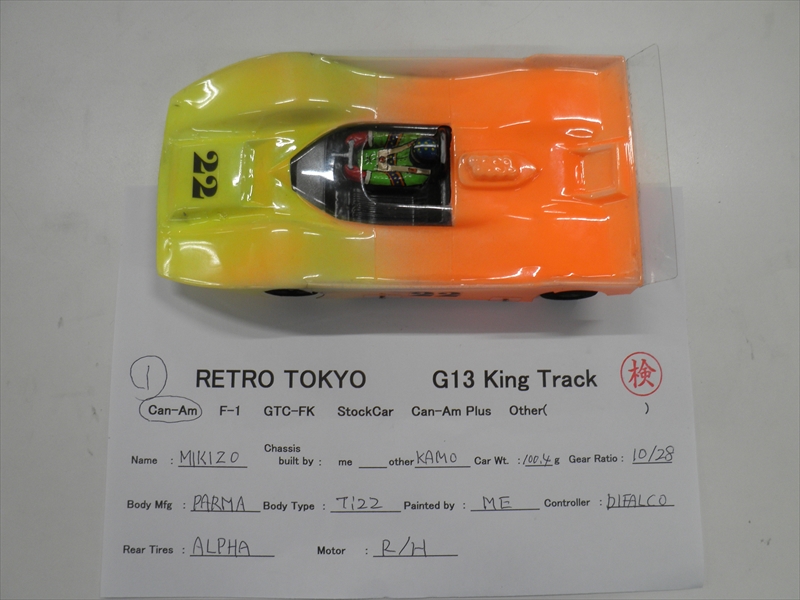 22
22
① RETRO TOKYO G13 King Track 検
Can-Am F-1 GTC-FK StockCar Can-Am Plus Other( )
Name : MIKIZO Chassis built by : me ___ other KAMO Car Wt. : 100.4 g Gear Ratio : 10/28
Body Mfg : PARMA Body Type : Ti22 Painted by : ME Controller : DIFALCO
Rear Tires : ALPHA Motor : R/H